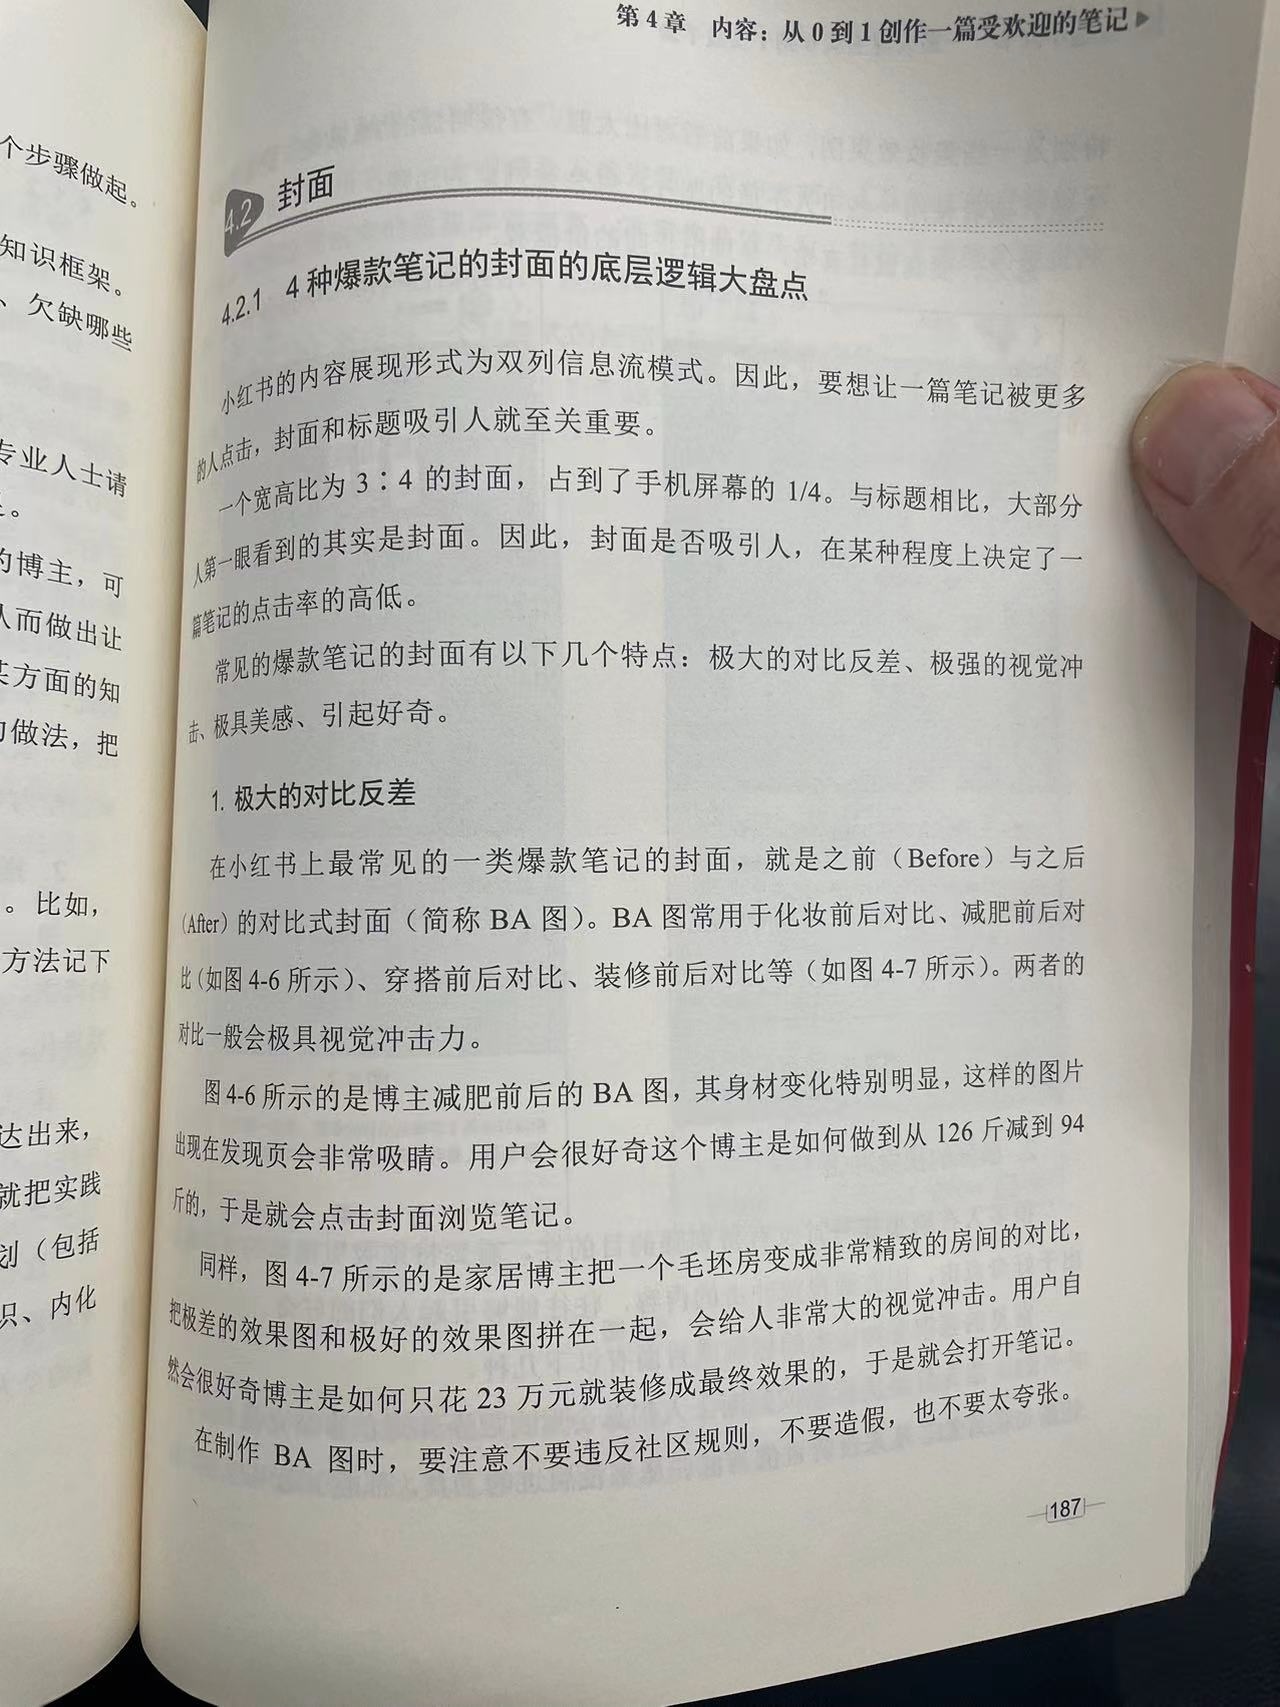 个步骤做起。
知识框架。
、欠缺哪些
专业人士请
。
的博主，可
人而做出让
某方面的知
的做法，把
。比如，
方法记下
达出来，
就把实践
划（包括
识、内化
第4章 内容：从0到1创作一篇受欢迎的笔记
4.2 封面
4.2.1 4种爆款笔记的封面的底层逻辑大盘点
小红书的内容展现形式为双列信息流模式。因此，要想让一篇笔记被更多
的人点击，封面和标题吸引人就至关重要。
一个宽高比为 3：4 的封面，占到了手机屏幕的 1/4。与标题相比，大部分
人第一眼看到的其实是封面。因此，封面是否吸引人，在某种程度上决定了一
篇笔记的点击率的高低。
常见的爆款笔记的封面有以下几个特点：极大的对比反差、极强的视觉冲
击、极具美感、引起好奇。
1. 极大的对比反差
在小红书上最常见的一类爆款笔记的封面，就是之前（Before）与之后
（After）的对比式封面（简称 BA 图）。BA 图常用于化妆前后对比、减肥前后对
比（如图 4-6 所示）、穿搭前后对比、装修前后对比等（如图 4-7 所示）。两者的
对比一般会极具视觉冲击力。
图 4-6 所示的是博主减肥前后的 BA 图，其身材变化特别明显，这样的图片
出现在发现页会非常吸睛。用户会很好奇这个博主是如何做到从 126 斤减到 94
斤的，于是就会点击封面浏览笔记。
同样，图 4-7 所示的是家居博主把一个毛坯房变成非常精致的房间的对比，
把极差的效果图和极好的效果图拼在一起，会给人非常大的视觉冲击。用户自
然会很好奇博主是如何只花 23 万元就装修成最终效果的，于是就会打开笔记。
在制作 BA 图时，要注意不要违反社区规则，不要造假，也不要太夸张。
187